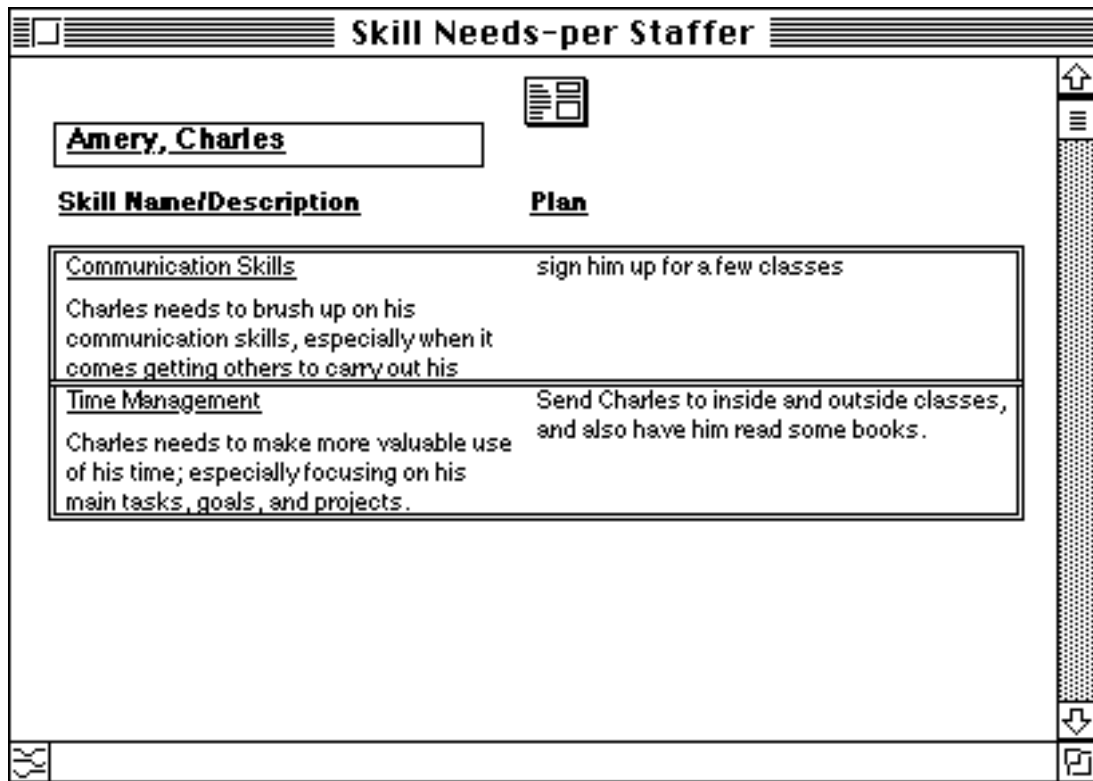 Skill Needs-per Staffer
Amery, Charles
Skill Name/Description
Plan
Communication Skills
sign him up for a few classes
Charles needs to brush up on his
communication skills, especially when it
comes getting others to carry out his
Time Management
Send Charles to inside and outside classes,
and also have him read some books.
Charles needs to make more valuable use
of his time; especially focusing on his
main tasks, goals, and projects.